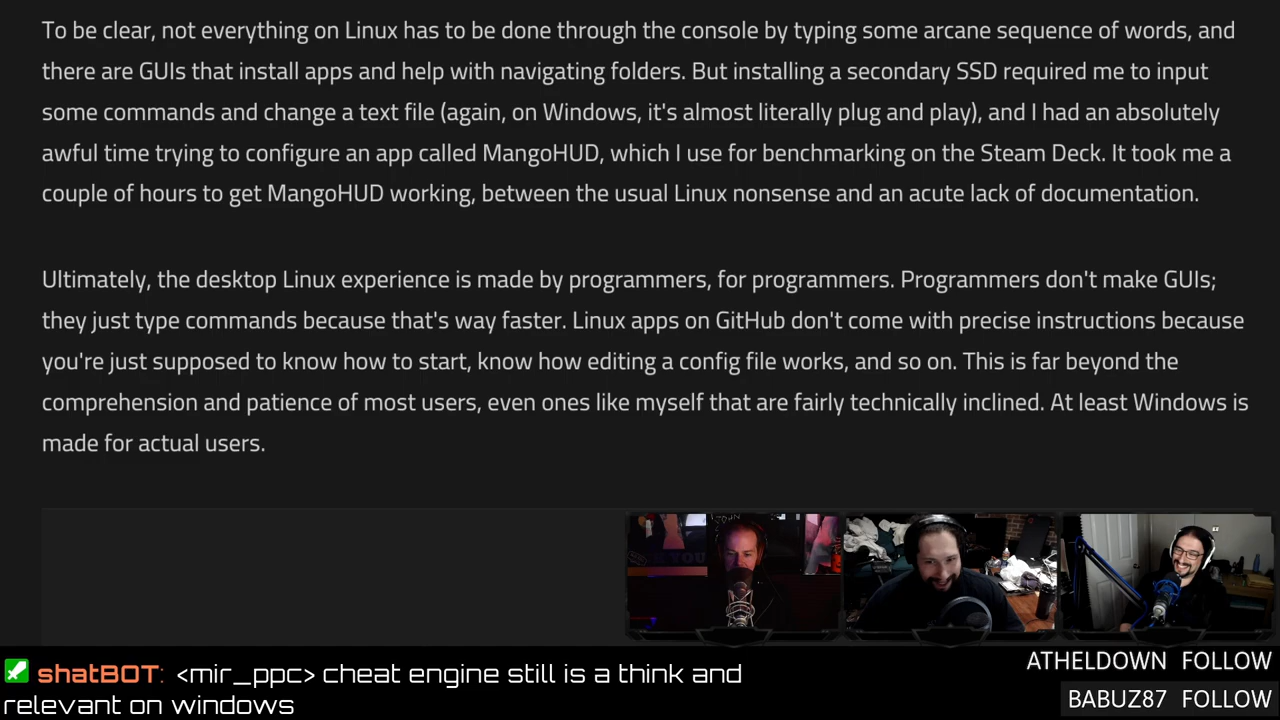 To be clear, not everything on Linux has to be done through the console by typing some arcane sequence of words, and
there are GUIs that install apps and help with navigating folders. But installing a secondary SSD required me to input
some commands and change a text file (again, on Windows, it's almost literally plug and play), and I had an absolutely
awful time trying to configure an app called MangoHUD, which I use for benchmarking on the Steam Deck. It took me a
couple of hours to get MangoHUD working, between the usual Linux nonsense and an acute lack of documentation.
Ultimately, the desktop Linux experience is made by programmers, for programmers. Programmers don't make GUIs;
they just type commands because that's way faster. Linux apps on GitHub don't come with precise instructions because
you're just supposed to know how to start, know how editing a config file works, and so on. This is far beyond the
comprehension and patience of most users, even ones like myself that are fairly technically inclined. At least Windows is
made for actual users.
shatBOT: <mir_ppc> cheat engine still is a think and
relevant on windows
ATHELDOWN FOLLOW
BABUZ87 FOLLOW